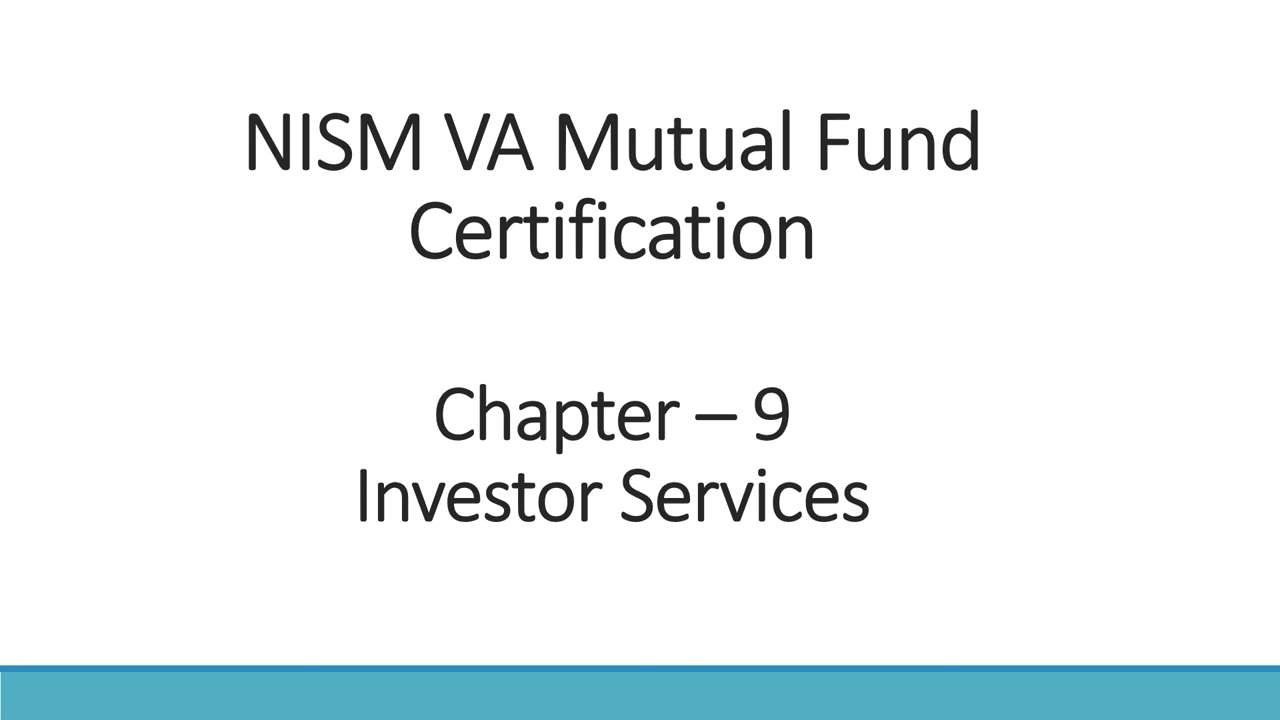 NISM VA Mutual Fund
Certification
Chapter – 9
Investor Services